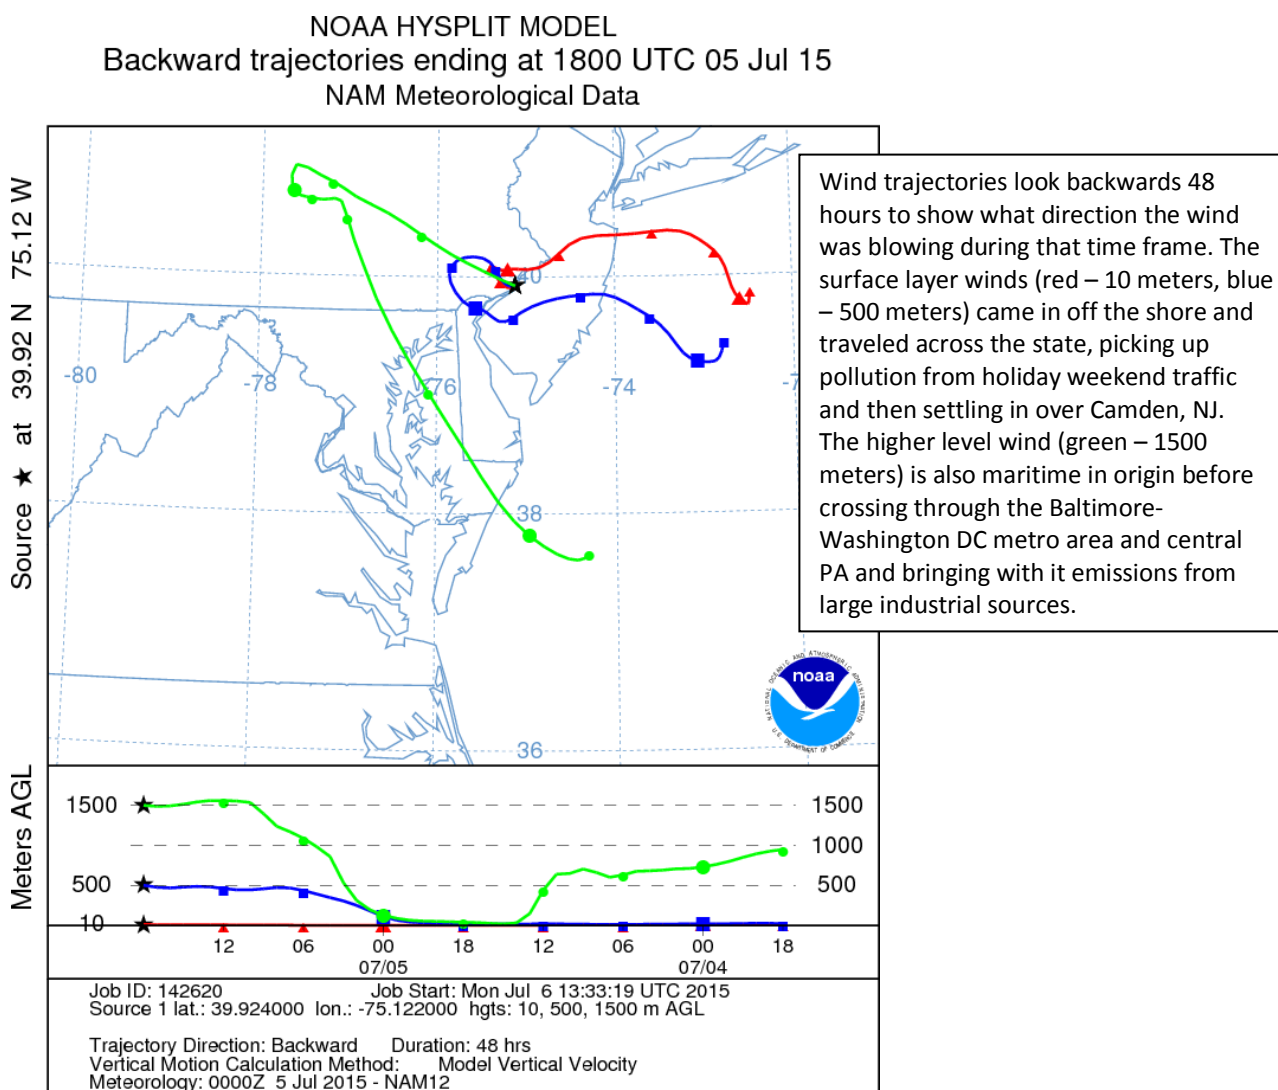 NOAA HYSPLIT MODEL
Backward trajectories ending at 1800 UTC 05 Jul 15
NAM Meteorological Data
Source ★ at 39.92 N 75.12 W
-80
-78
-76
-74
-7
40
38
36
Wind trajectories look backwards 48
hours to show what direction the wind
was blowing during that time frame. The
surface layer winds (red – 10 meters, blue
– 500 meters) came in off the shore and
traveled across the state, picking up
pollution from holiday weekend traffic
and then settling in over Camden, NJ.
The higher level wind (green – 1500
meters) is also maritime in origin before
crossing through the Baltimore-
Washington DC metro area and central
PA and bringing with it emissions from
large industrial sources.
NATIONAL OCEANIC AND ATMOSPHERIC ADMINISTRATION
noaa
U.S. DEPARTMENT OF COMMERCE
Meters AGL
1500 1500
1000
500 500
10
12 06 00 18 12 06 00 18
07/05 07/04
Job ID: 142620 Job Start: Mon Jul 6 13:33:19 UTC 2015
Source 1 lat.: 39.924000 lon.: -75.122000 hgts: 10, 500, 1500 m AGL
Trajectory Direction: Backward Duration: 48 hrs
Vertical Motion Calculation Method: Model Vertical Velocity
Meteorology: 0000Z 5 Jul 2015 - NAM12